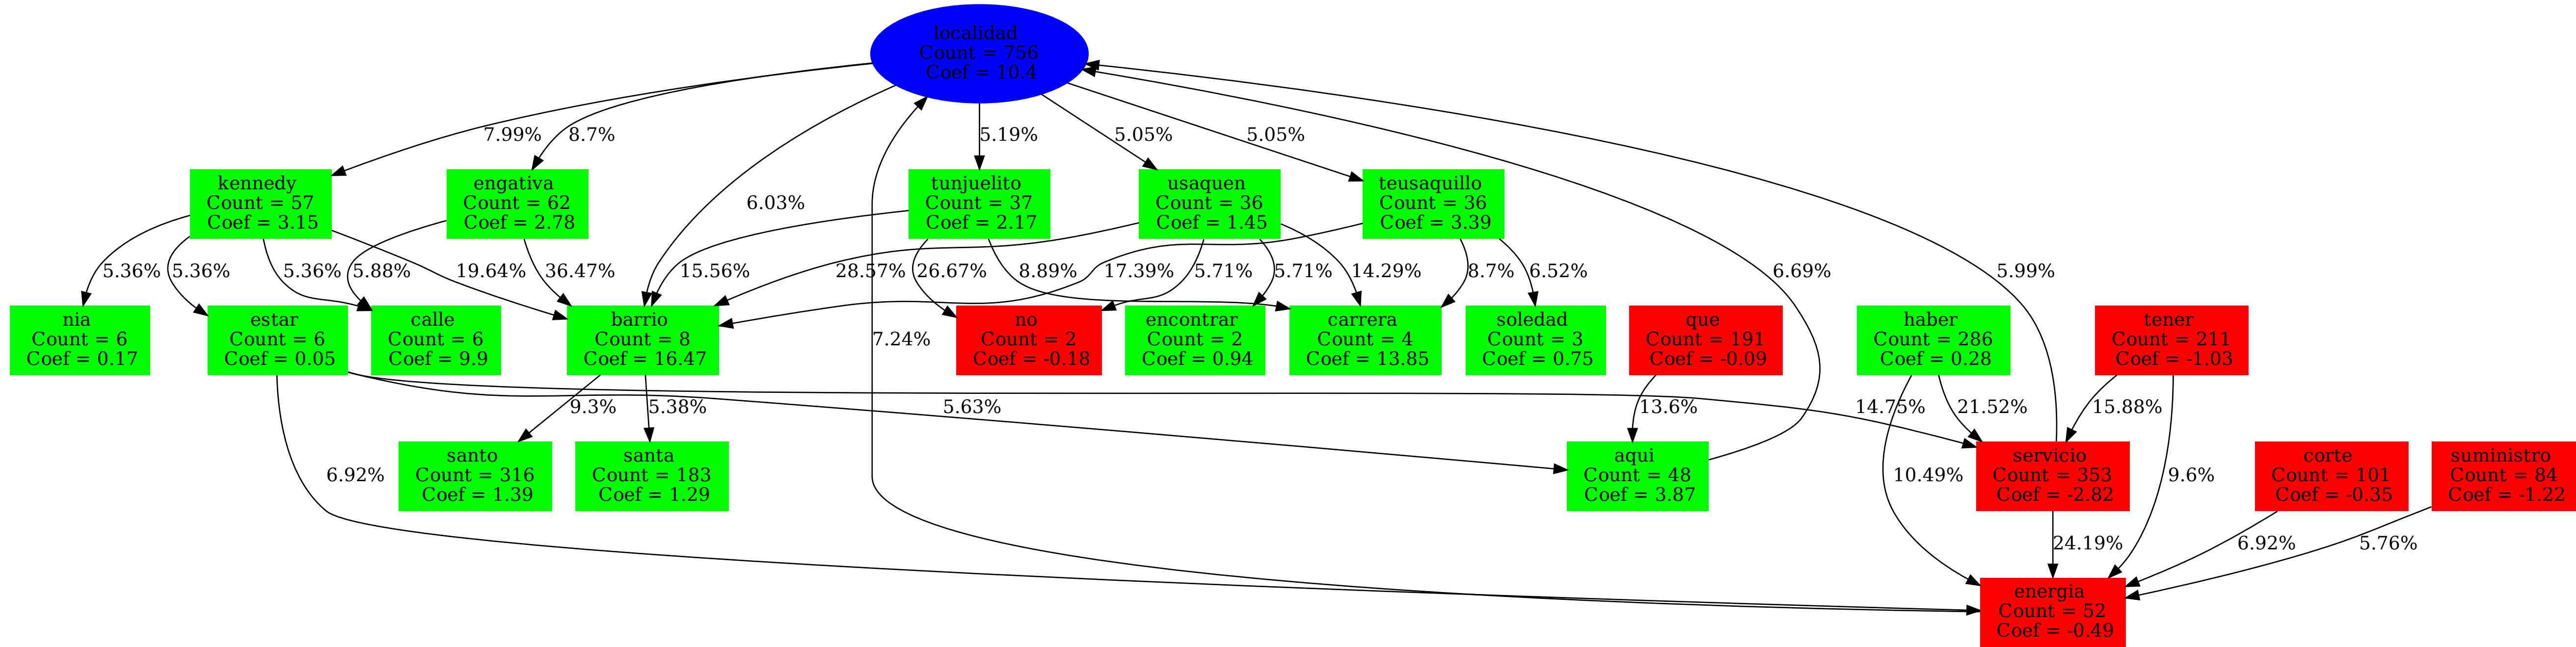 localidad
Count = 756
Coef = 10.4
7.99%
8.7%
5.19%
5.05%
5.05%
kennedy
Count = 57
Coef = 3.15
engativa
Count = 62
Coef = 2.78
6.03%
tunjuelito
Count = 37
Coef = 2.17
usaquen
Count = 36
Coef = 1.45
teusaquillo
Count = 36
Coef = 3.39
5.36%
5.36%
5.36%
5.88%
19.64%
36.47%
15.56%
28.57%
26.67%
8.89%
17.39%
5.71%
5.71%
14.29%
8.7%
6.52%
6.69%
5.99%
nia
Count = 6
Coef = 0.17
estar
Count = 6
Coef = 0.05
calle
Count = 6
Coef = 9.9
barrio
Count = 8
Coef = 16.47
7.24%
no
Count = 2
Coef = -0.18
encontrar
Count = 2
Coef = 0.94
carrera
Count = 4
Coef = 13.85
soledad
Count = 3
Coef = 0.75
que
Count = 191
Coef = -0.09
haber
Count = 286
Coef = 0.28
tener
Count = 211
Coef = -1.03
9.3%
5.38%
5.63%
13.6%
14.75%
21.52%
15.88%
6.92%
santo
Count = 316
Coef = 1.39
santa
Count = 183
Coef = 1.29
aqui
Count = 48
Coef = 3.87
10.49%
servicio
Count = 353
Coef = -2.82
9.6%
corte
Count = 101
Coef = -0.35
suministro
Count = 84
Coef = -1.22
24.19%
6.92%
5.76%
energia
Count = 52
Coef = -0.49